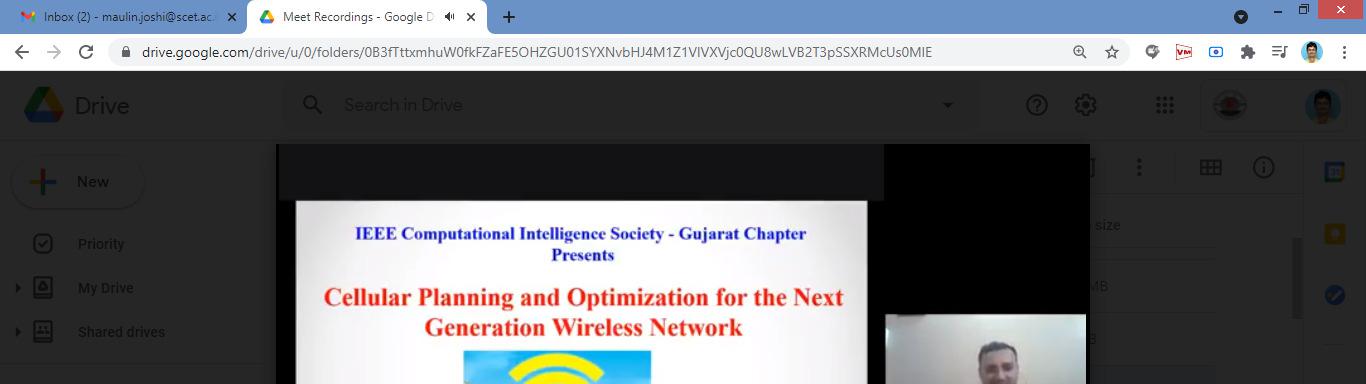 Inbox (2) - maulin.joshi@scet.ac.i
Meet Recordings - Google D
drive.google.com/drive/u/0/folders/0B3fTttxmhuW0fkFZaFE5OHZGU01SYXNvbHJ4M1Z1VlVXVjc0QU8wLVB2T3pSSXRMcUs0MlE
VM
Drive
Search in Drive
New
Priority
My Drive
Shared drives
size
MB
IEEE Computational Intelligence Society - Gujarat Chapter
Presents
Cellular Planning and Optimization for the Next
Generation Wireless Network